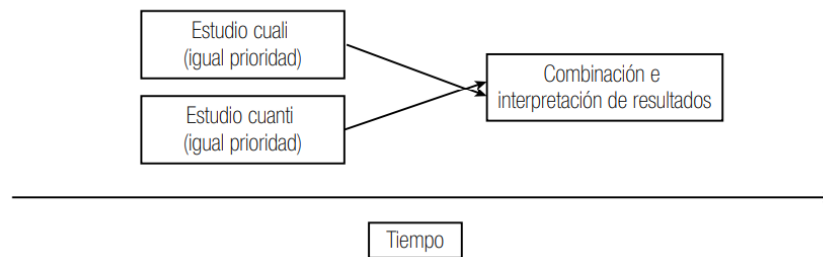 Estudio cuali
(igual prioridad)
Estudio cuanti
(igual prioridad)
Combinación e
interpretación de resultados
Tiempo